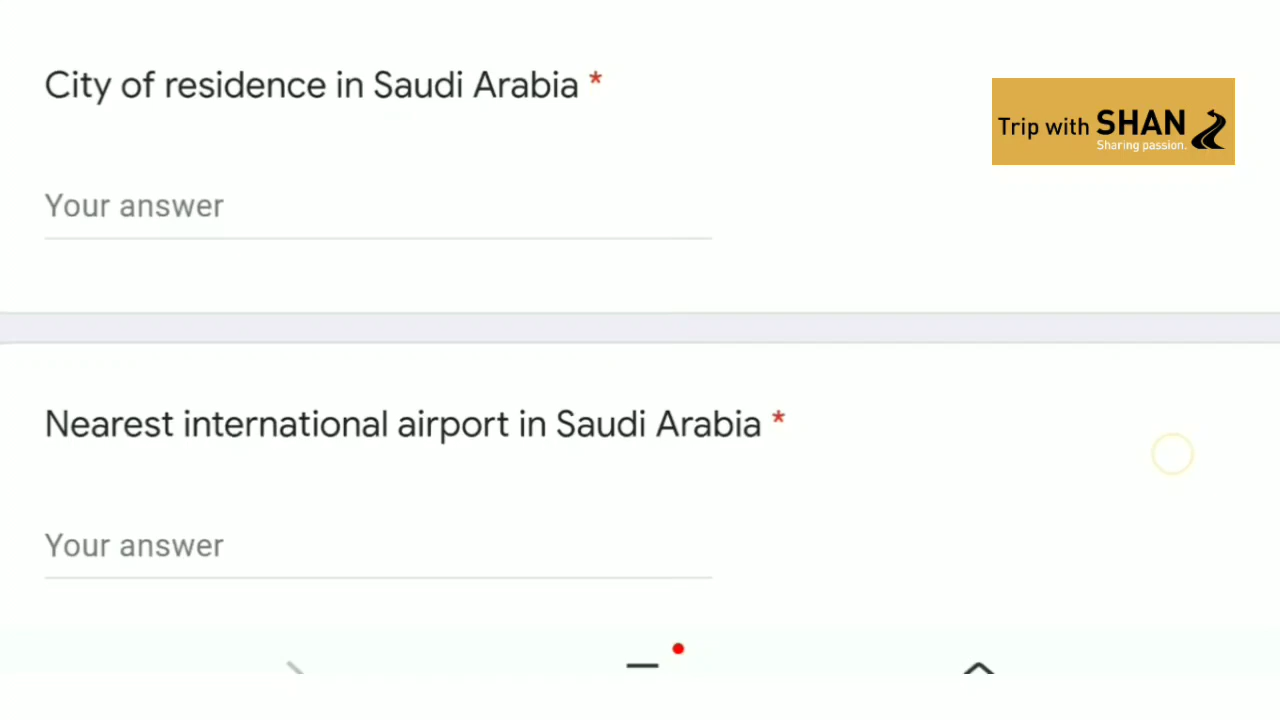 City of residence in Saudi Arabia *
Trip with SHAN
Sharing passion.
Your answer
Nearest international airport in Saudi Arabia *
Your answer